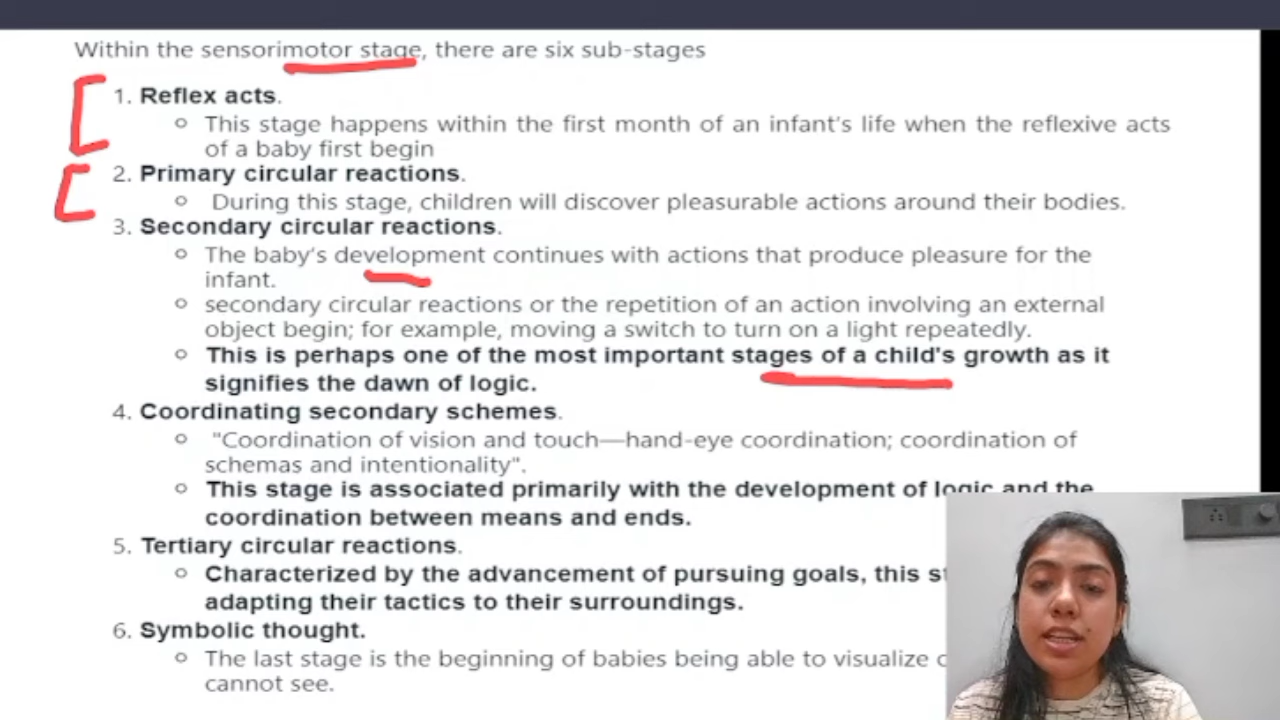 Within the sensorimotor stage, there are six sub-stages
1. Reflex acts.
This stage happens within the first month of an infant's life when the reflexive acts
of a baby first begin
2. Primary circular reactions.
During this stage, children will discover pleasurable actions around their bodies.
3. Secondary circular reactions.
The baby's development continues with actions that produce pleasure for the
infant.
secondary circular reactions or the repetition of an action involving an external
object begin; for example, moving a switch to turn on a light repeatedly.
This is perhaps one of the most important stages of a child's growth as it
signifies the dawn of logic.
4. Coordinating secondary schemes.
"Coordination of vision and touch—hand-eye coordination; coordination of
schemas and intentionality".
This stage is associated primarily with the development of logic and the
coordination between means and ends.
5. Tertiary circular reactions.
Characterized by the advancement of pursuing goals, this
adapting their tactics to their surroundings.
6. Symbolic thought.
The last stage is the beginning of babies being able to visualize
cannot see.